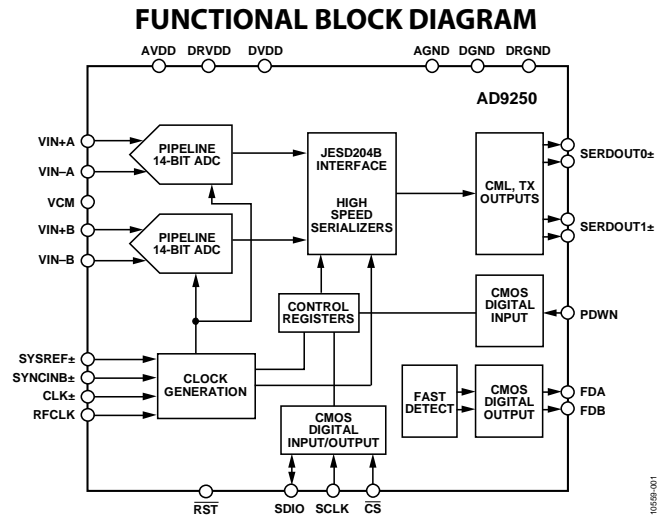 FUNCTIONAL BLOCK DIAGRAM
AVDD DRVDD DVDD AGND DGND DRGND
AD9250
VIN+A
VIN–A
VCM
VIN+B
VIN–B
PIPELINE
14-BIT ADC
PIPELINE
14-BIT ADC
JESD204B
INTERFACE
HIGH
SPEED
SERIALIZERS
CML, TX
OUTPUTS
SERDOUT0±
SERDOUT1±
CONTROL
REGISTERS
CMOS
DIGITAL
INPUT
PDWN
SYSREF±
SYNCINB±
CLK±
RFCLK
CLOCK
GENERATION
CMOS
DIGITAL
INPUT/OUTPUT
FAST
DETECT
CMOS
DIGITAL
OUTPUT
FDA
FDB
RST SDIO SCLK CS
10559-001